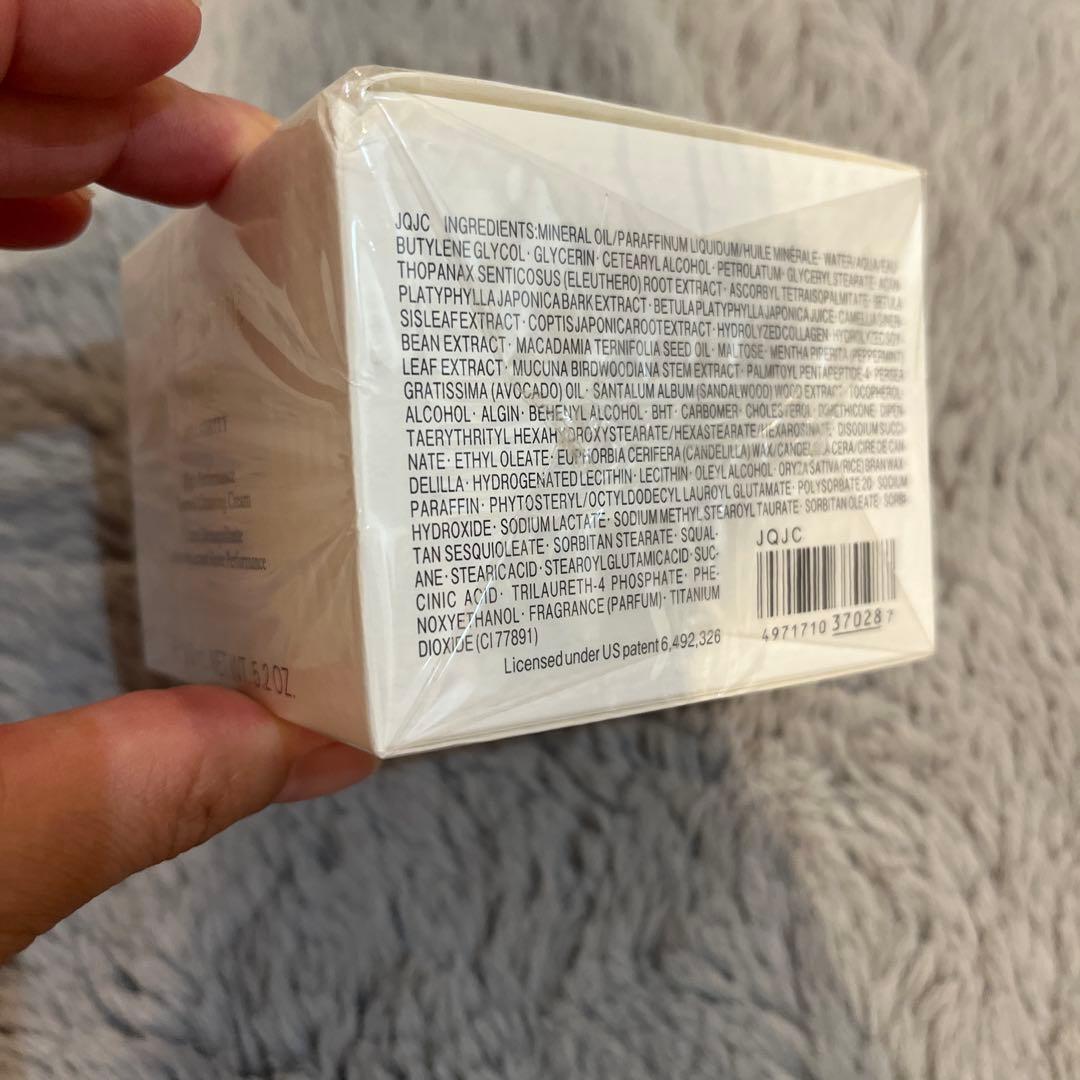 JQJC INGREDIENTS:MINERAL OIL/PARAFFINUM LIQUIDUM/HUILE MINÉRALE· WATER/AQUA/EAU·
BUTYLENE GLYCOL· GLYCERIN· CETEARYL ALCOHOL· PETROLATUM· GLYCERYL STEARATE· ACAN-
THOPANAX SENTICOSUS (ELEUTHERO) ROOT EXTRACT· ASCORBYL TETRAISOPALMITATE· BETULA
PLATYPHYLLA JAPONICA BARK EXTRACT· BETULA PLATYPHYLLA JAPONICA JUICE· CAMELLIA SINEN-
SIS LEAF EXTRACT· COPTIS JAPONICA ROOT EXTRACT· HYDROLYZED COLLAGEN· HYDROLYZED SOY-
BEAN EXTRACT· MACADAMIA TERNIFOLIA SEED OIL· MALTOSE· MENTHA PIPERITA (PEPPERMINT)
LEAF EXTRACT· MUCUNA BIRDWOODIANA STEM EXTRACT· PALMITOYL PENTAPEPTIDE-4· PERSEA
GRATISSIMA (AVOCADO) OIL· SANTALUM ALBUM (SANDALWOOD) WOOD EXTRACT· TOCOPHEROL·
ALCOHOL· ALGIN· BEHENYL ALCOHOL· BHT· CARBOMER· CHOLESTEROL· DIMETHICONE· DIPEN-
TAERYTHRITYL HEXAHYDROXYSTEARATE/HEXASTEARATE/HEXAROSINATE· DISODIUM SUCCI-
NATE· ETHYL OLEATE· EUPHORBIA CERIFERA (CANDELILLA) WAX/CANDELILLA CERA/CIRE DE CAN-
DELILLA· HYDROGENATED LECITHIN· LECITHIN· OLEYL ALCOHOL· ORYZA SATIVA (RICE) BRAN WAX·
PARAFFIN· PHYTOSTERYL/OCTYLDODECYL LAUROYL GLUTAMATE· POLYSORBATE 20· SODIUM
HYDROXIDE· SODIUM LACTATE· SODIUM METHYL STEAROYL TAURATE· SORBITAN OLEATE· SORBI-
TAN SESQUIOLEATE· SORBITAN STEARATE· SQUAL-
ANE· STEARIC ACID· STEAROYL GLUTAMIC ACID· SUC-
CINIC ACID· TRILAURETH-4 PHOSPHATE· PHE-
NOXYETHANOL· FRAGRANCE (PARFUM)· TITANIUM
DIOXIDE (CI 77891)
Licensed under US patent 6,492,326
JQJC
4971710 370287
Cream
Performance
NET WT. 5.2 OZ.